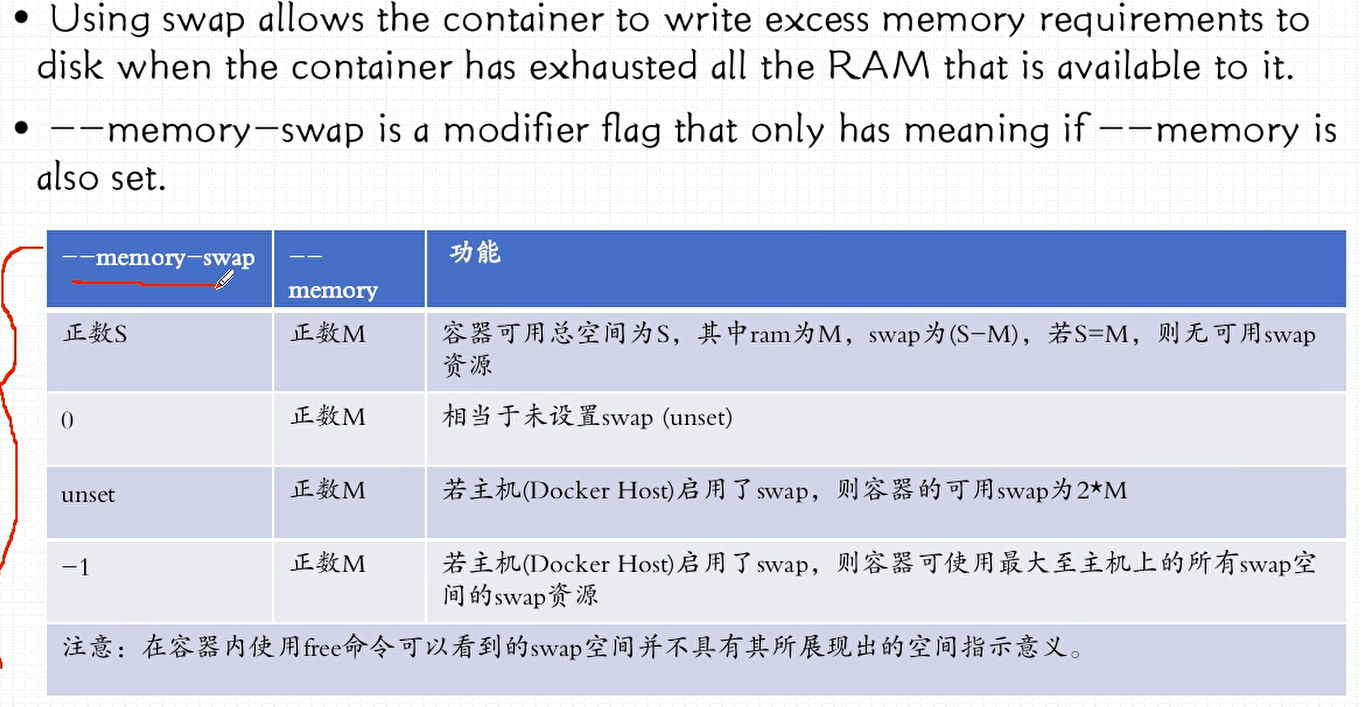 • Using swap allows the container to write excess memory requirements to
disk when the container has exhausted all the RAM that is available to it.
• --memory-swap is a modifier flag that only has meaning if --memory is
also set.
--memory-swap
--
memory
功能
正数S
正数M
容器可用总空间为S，其中ram为M，swap为(S-M)，若S=M，则无可用swap
资源
0
正数M
相当于未设置swap (unset)
unset
正数M
若主机(Docker Host)启用了swap，则容器的可用swap为2*M
-1
正数M
若主机(Docker Host)启用了swap，则容器可使用最大至主机上的所有swap空
间的swap资源
注意：在容器内使用free命令可以看到的swap空间并不具有其所展现出的空间指示意义。